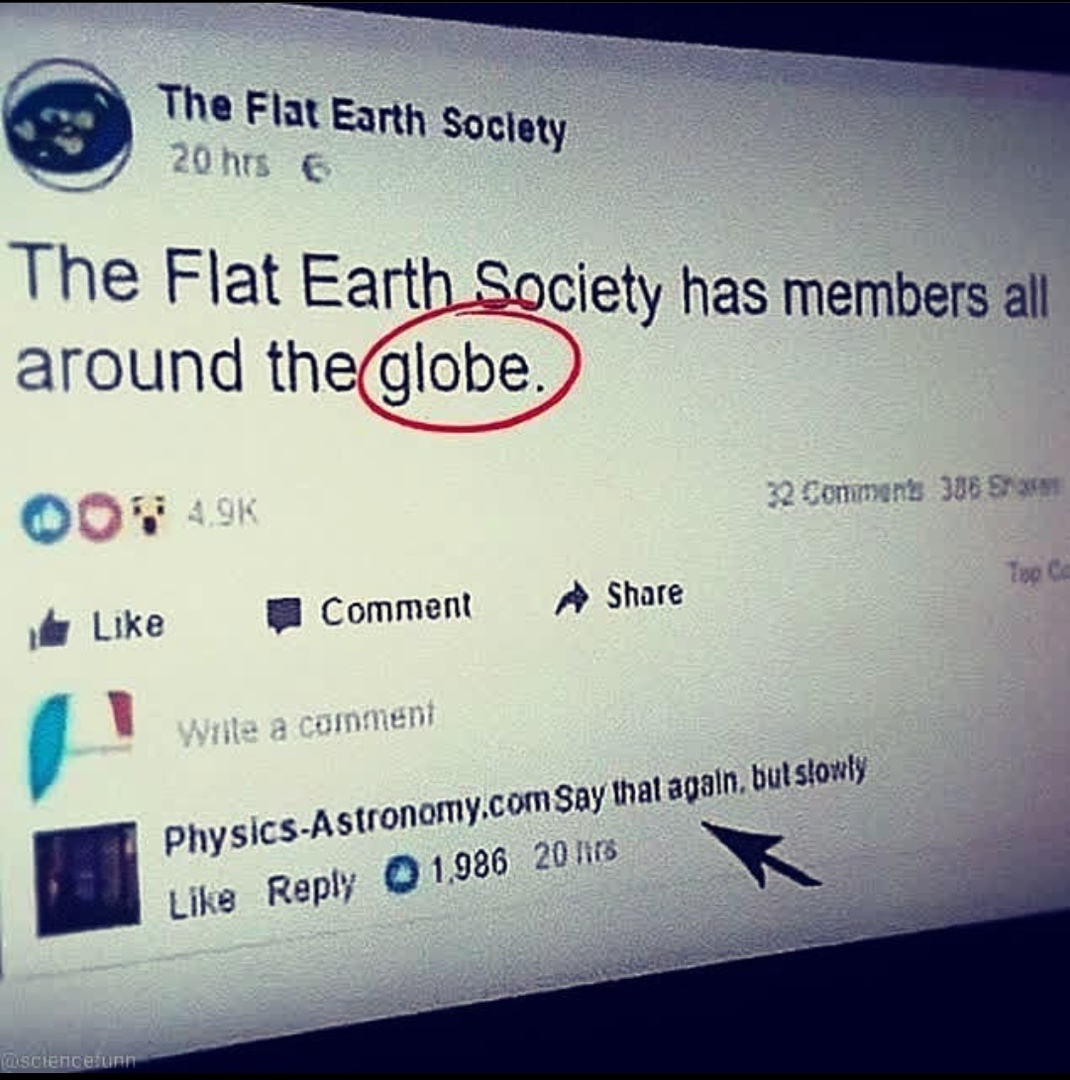 The Flat Earth Society
20 hrs
The Flat Earth Society has members all
around the globe.
4.9K
32 Comments 386 Shares
Like Comment Share
Top
Write a comment
Physics-Astronomy.com Say that again, but slowly
Like Reply 1,986 20 hrs
@sciencefunn